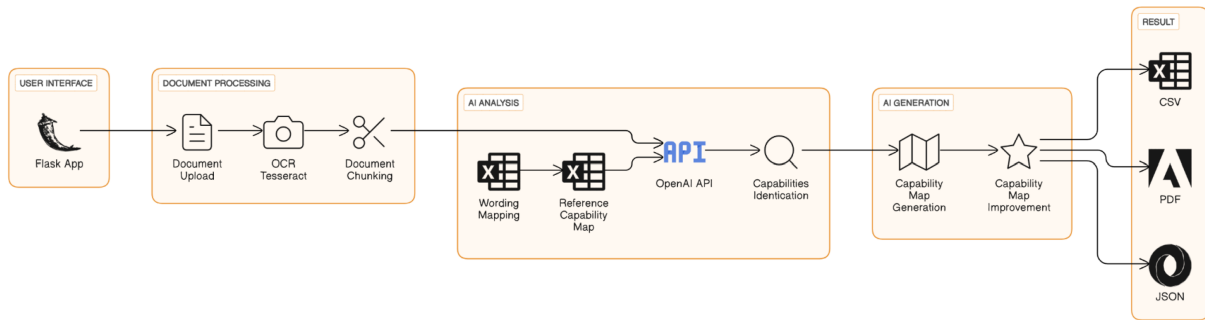 RESULT
CSV
USER INTERFACE
Flask App
DOCUMENT PROCESSING
Document
Upload
OCR
Tesseract
Document
Chunking
AI ANALYSIS
Wording
Mapping
Reference
Capability
Map
API
OpenAI API
Capabilities
Identication
AI GENERATION
Capability
Map
Generation
Capability
Map
Improvement
PDF
JSON